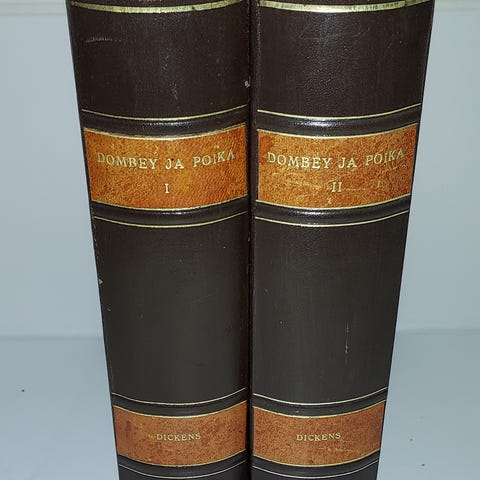 DOMBEY JA POIKA
I
DICKENS
DOMBEY JA POIKA
II
DICKENS